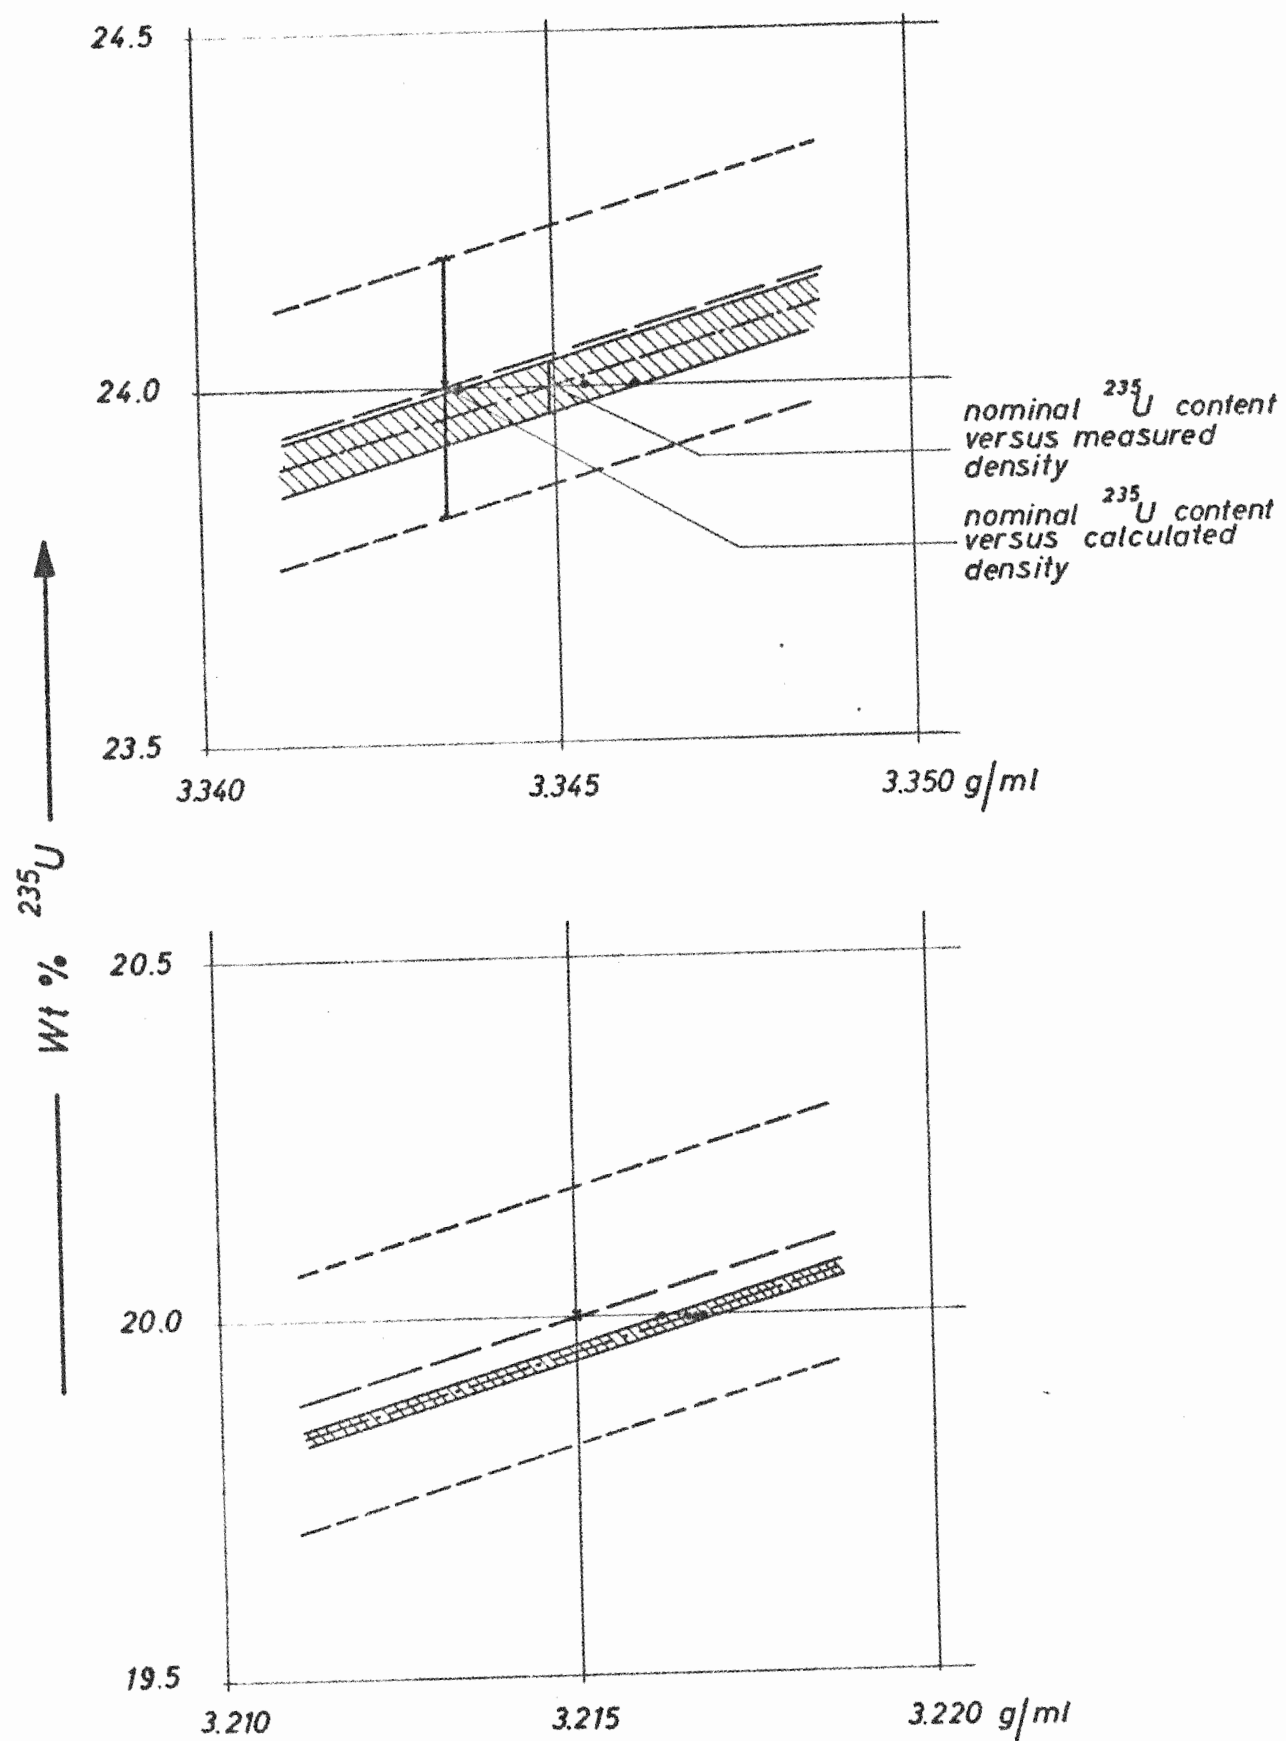 24.5
24.0
nominal ²³⁵U content
versus measured
density
nominal ²³⁵U content
versus calculated
density
23.5
3.340 3.345 3.350 g/ml
Wt % ²³⁵U
20.5
20.0
19.5
3.210 3.215 3.220 g/ml